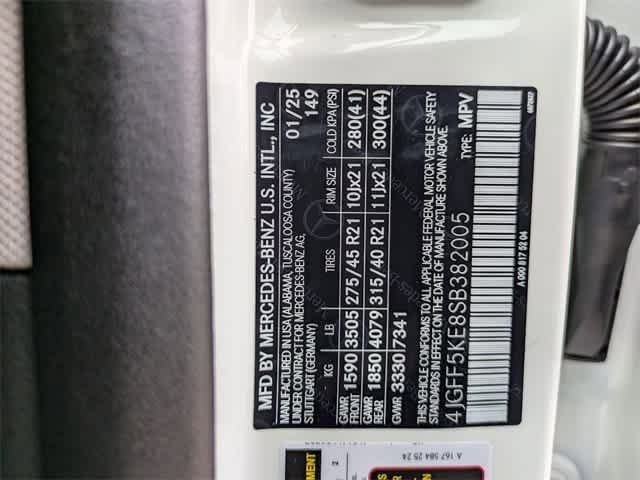 MFD BY MERCEDES-BENZ U.S. INTL., INC
MANUFACTURED IN USA (ALABAMA, TUSCALOOSA COUNTY) 01/25
UNDER CONTRACT FOR MERCEDES-BENZ AG, 149
STUTTGART (GERMANY)
KG LB TIRES RIM SIZE COLD KPA(PSI)
GAWR FRONT 1590 3505 275/45 R21 10Jx21 280(41)
GAWR REAR 1850 4079 315/40 R21 11Jx21 300(44)
GVWR 3330 7341
THIS VEHICLE CONFORMS TO ALL APPLICABLE FEDERAL MOTOR VEHICLE SAFETY
STANDARDS IN EFFECT ON THE DATE OF MANUFACTURE SHOWN ABOVE.
4JGFF5KE8SB382005 TYPE: MPV
A 000 817 52 04
A 167 584 25 24